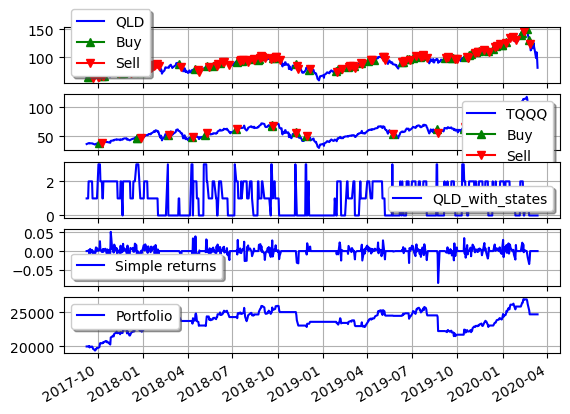 150
100
QLD
Buy
Sell
100
50
TQQQ
Buy
Sell
2
0
QLD_with_states
0.05
0.00
−0.05
Simple returns
25000
20000
Portfolio
2017-10 2018-01 2018-04 2018-07 2018-10 2019-01 2019-04 2019-07 2019-10 2020-01 2020-04